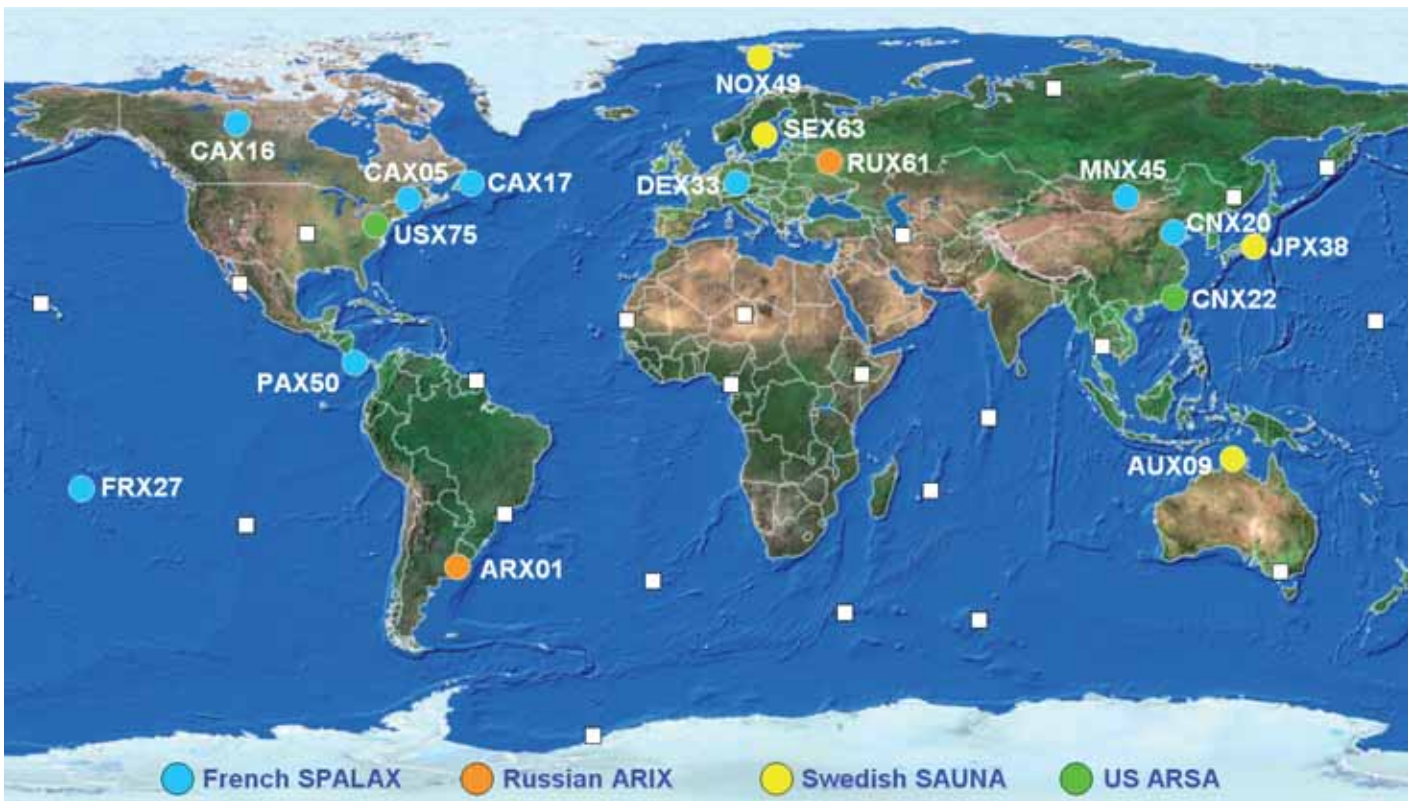 NOX49
SEX63
CAX16
RUX61
CAX05
MNX45
CAX17
DEX33
CNX20
USX75
JPX38
CNX22
PAX50
AUX09
FRX27
ARX01
French SPALAX
Russian ARIX
Swedish SAUNA
US ARSA